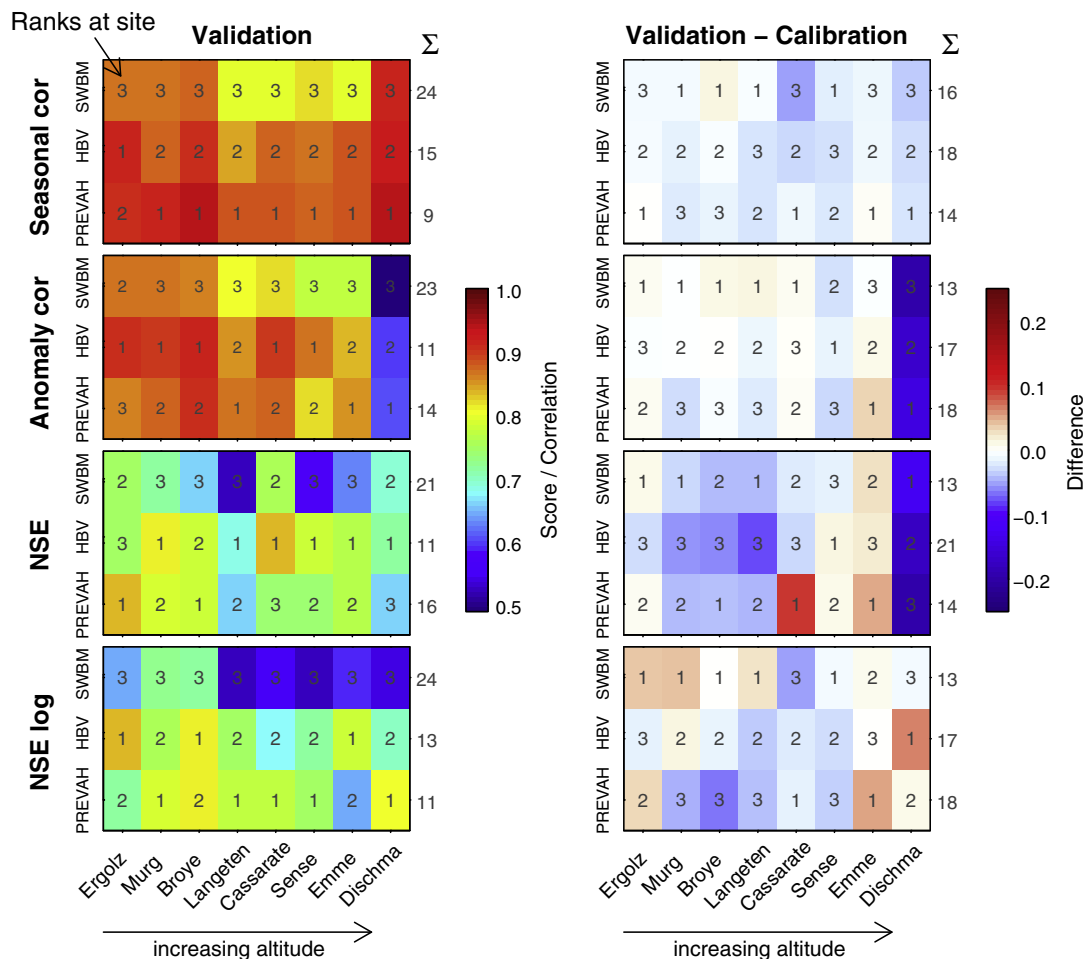 Ranks at site
Validation Σ
Validation − Calibration Σ
Seasonal cor
SWBM 3 3 3 3 3 3 3 3 24
HBV 1 2 2 2 2 2 2 2 15
PREVAH 2 1 1 1 1 1 1 1 9
3 1 1 1 3 1 3 3 16
2 2 2 3 2 3 2 2 18
1 3 3 2 1 2 1 1 14
Anomaly cor
SWBM 2 3 3 3 3 3 3 3 23
HBV 1 1 1 2 1 1 2 2 11
PREVAH 3 2 2 1 2 2 1 1 14
1 1 1 1 1 2 3 3 13
3 2 2 2 3 1 2 2 17
2 3 3 3 2 3 1 1 18
NSE
SWBM 2 3 3 3 2 3 3 2 21
HBV 3 1 2 1 1 1 1 1 11
PREVAH 1 2 1 2 3 2 2 3 16
1 1 2 1 2 3 2 1 13
3 3 3 3 3 1 3 2 21
2 2 1 2 1 2 1 3 14
NSE log
SWBM 3 3 3 3 3 3 3 3 24
HBV 1 2 1 2 2 2 1 2 13
PREVAH 2 1 2 1 1 1 2 1 11
1 1 1 1 3 1 2 3 13
3 2 2 2 2 2 3 1 17
2 3 3 3 1 3 1 2 18
1.0
0.9
0.8
0.7
0.6
0.5
Score / Correlation
0.2
0.1
0.0
−0.1
−0.2
Difference
Ergolz
Murg
Broye
Langeten
Cassarate
Sense
Emme
Dischma
increasing altitude
Ergolz
Murg
Broye
Langeten
Cassarate
Sense
Emme
Dischma
increasing altitude